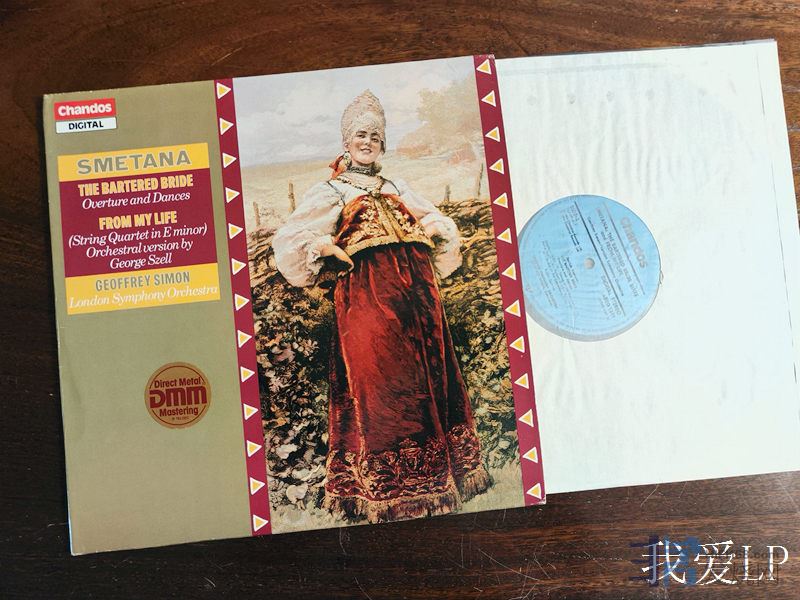 Chandos
DIGITAL
SMETANA
THE BARTERED BRIDE
Overture and Dances
FROM MY LIFE
(String Quartet in E minor)
Orchestral version by
George Szell
GEOFFREY SIMON
London Symphony Orchestra
Direct Metal
DMM
Mastering
Chandos
我爱LP